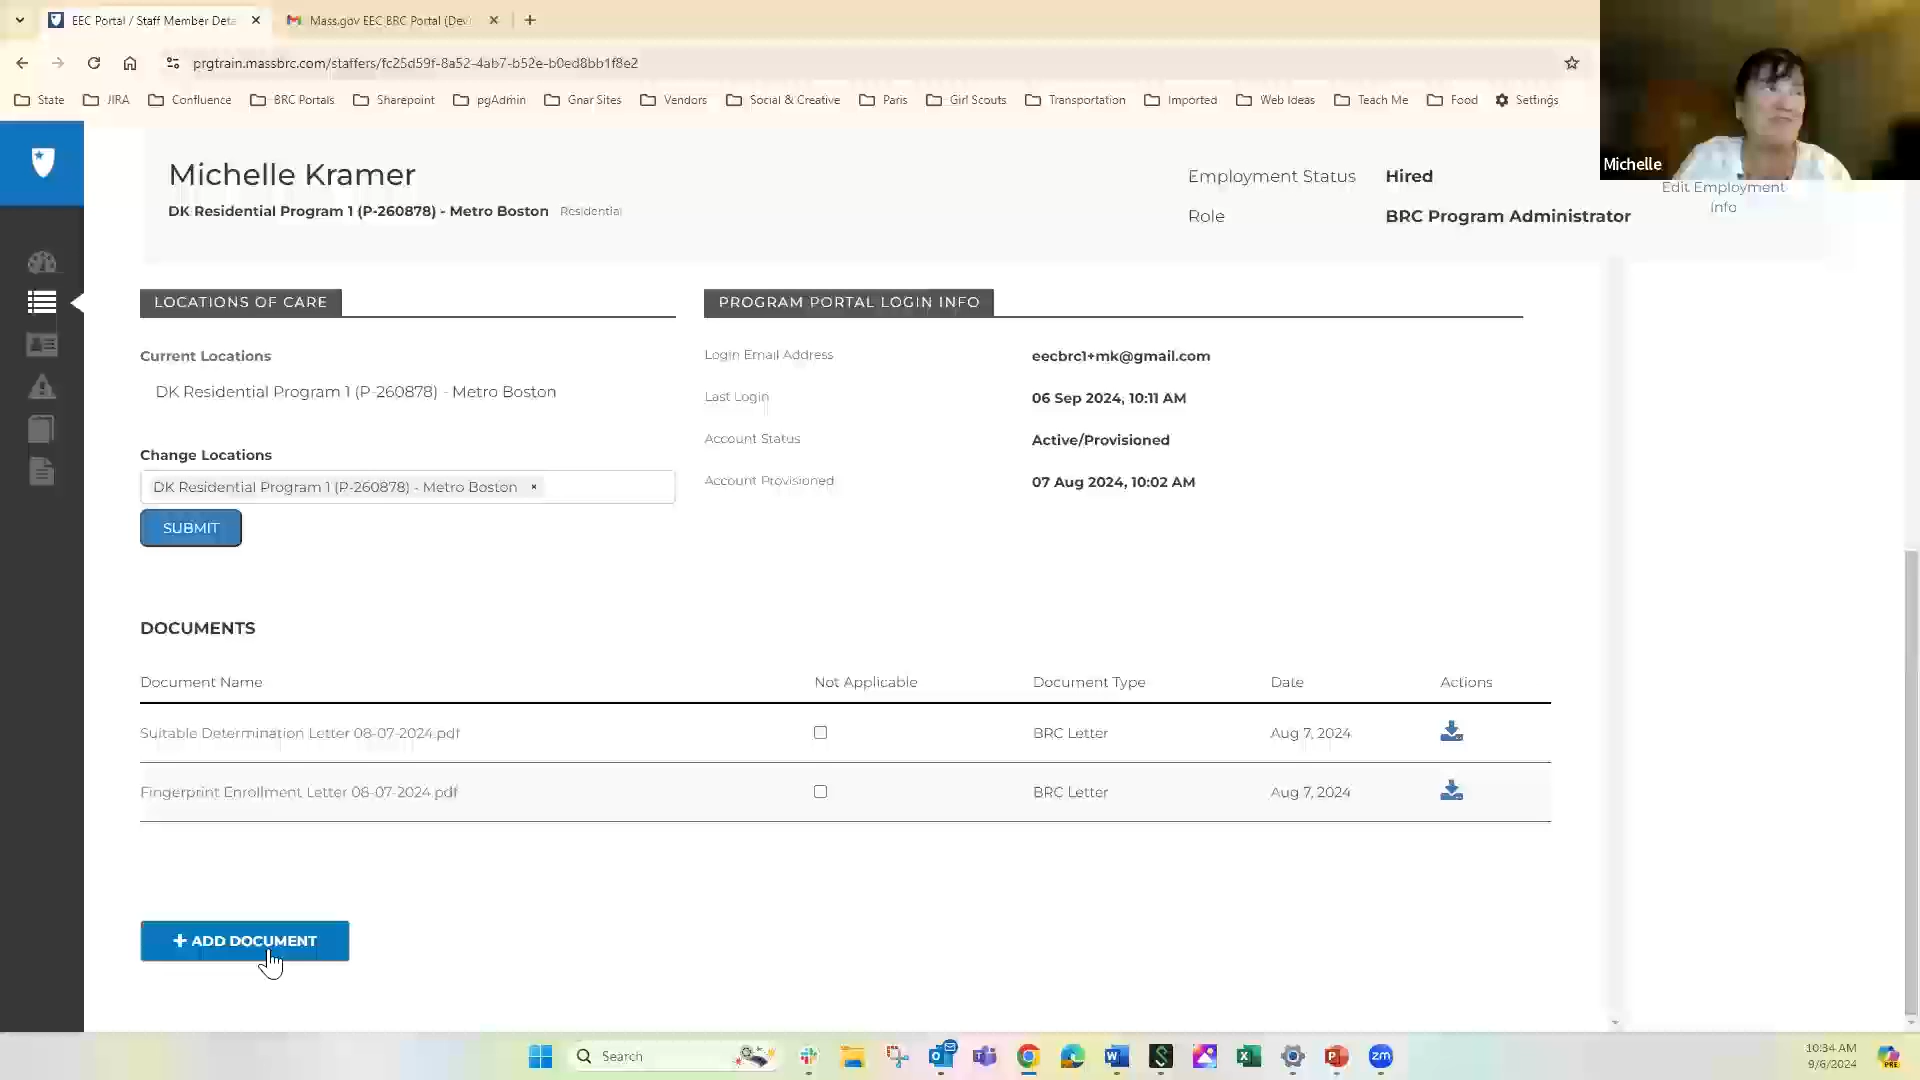 EEC Portal / Staff Member Deta
Mass.gov EEC BRC Portal (Dev
prgtrain.massbrc.com/staffers/fc25d59f-8a52-4ab7-b52e-b0ed8bb1f8e2
State
JIRA
Confluence
BRC Portals
Sharepoint
pgAdmin
Gnar Sites
Vendors
Social & Creative
Paris
Girl Scouts
Transportation
Imported
Web Ideas
Teach Me
Food
Settings
Michelle
Michelle Kramer
DK Residential Program 1 (P-260878) - Metro Boston Residential
Employment Status Hired
Role BRC Program Administrator
Edit Employment
Info
LOCATIONS OF CARE
Current Locations
DK Residential Program 1 (P-260878) - Metro Boston
Change Locations
DK Residential Program 1 (P-260878) - Metro Boston ×
SUBMIT
PROGRAM PORTAL LOGIN INFO
Login Email Address eecbrc1+mk@gmail.com
Last Login 06 Sep 2024, 10:11 AM
Account Status Active/Provisioned
Account Provisioned 07 Aug 2024, 10:02 AM
DOCUMENTS
Document Name Not Applicable Document Type Date Actions
Suitable Determination Letter 08-07-2024.pdf BRC Letter Aug 7, 2024
Fingerprint Enrollment Letter 08-07-2024.pdf BRC Letter Aug 7, 2024
+ ADD DOCUMENT
Search
zm
10:34 AM
9/6/2024
PRE